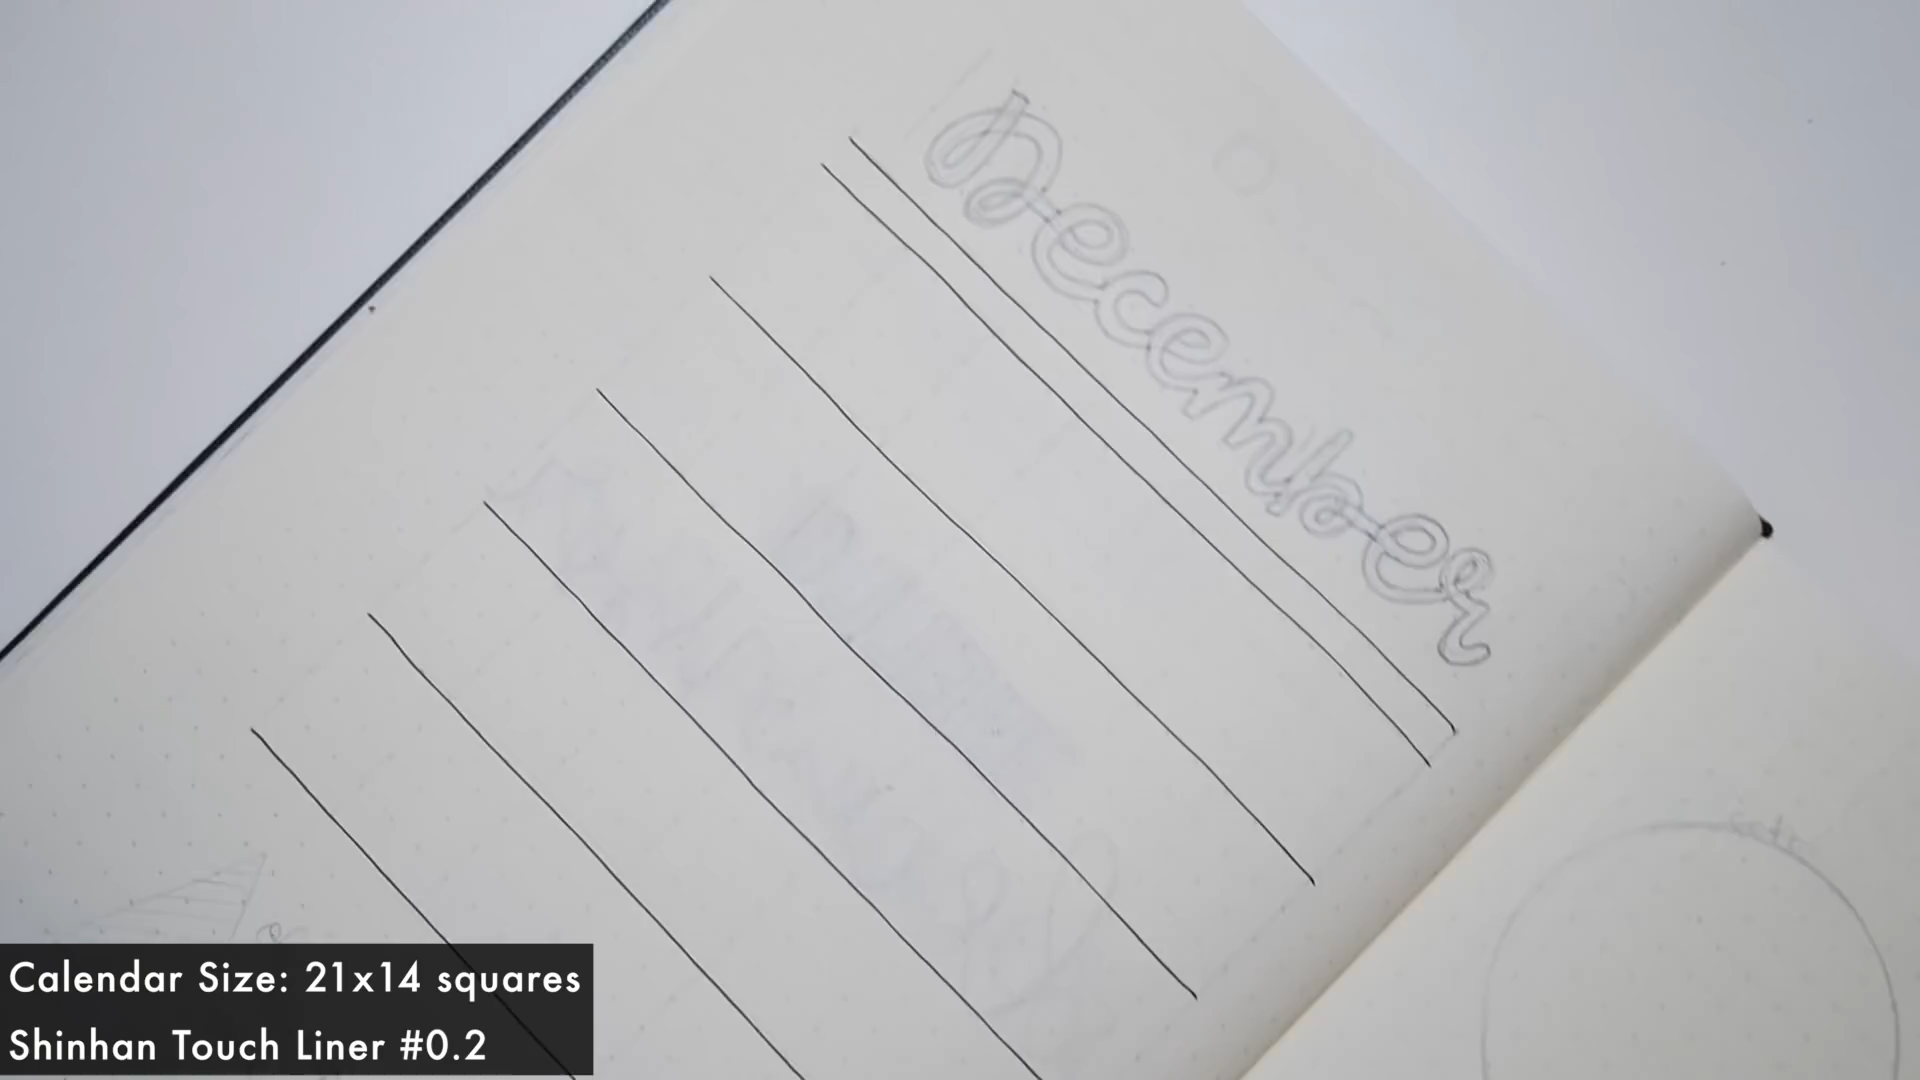 December
Calendar Size: 21x14 squares
Shinhan Touch Liner #0.2